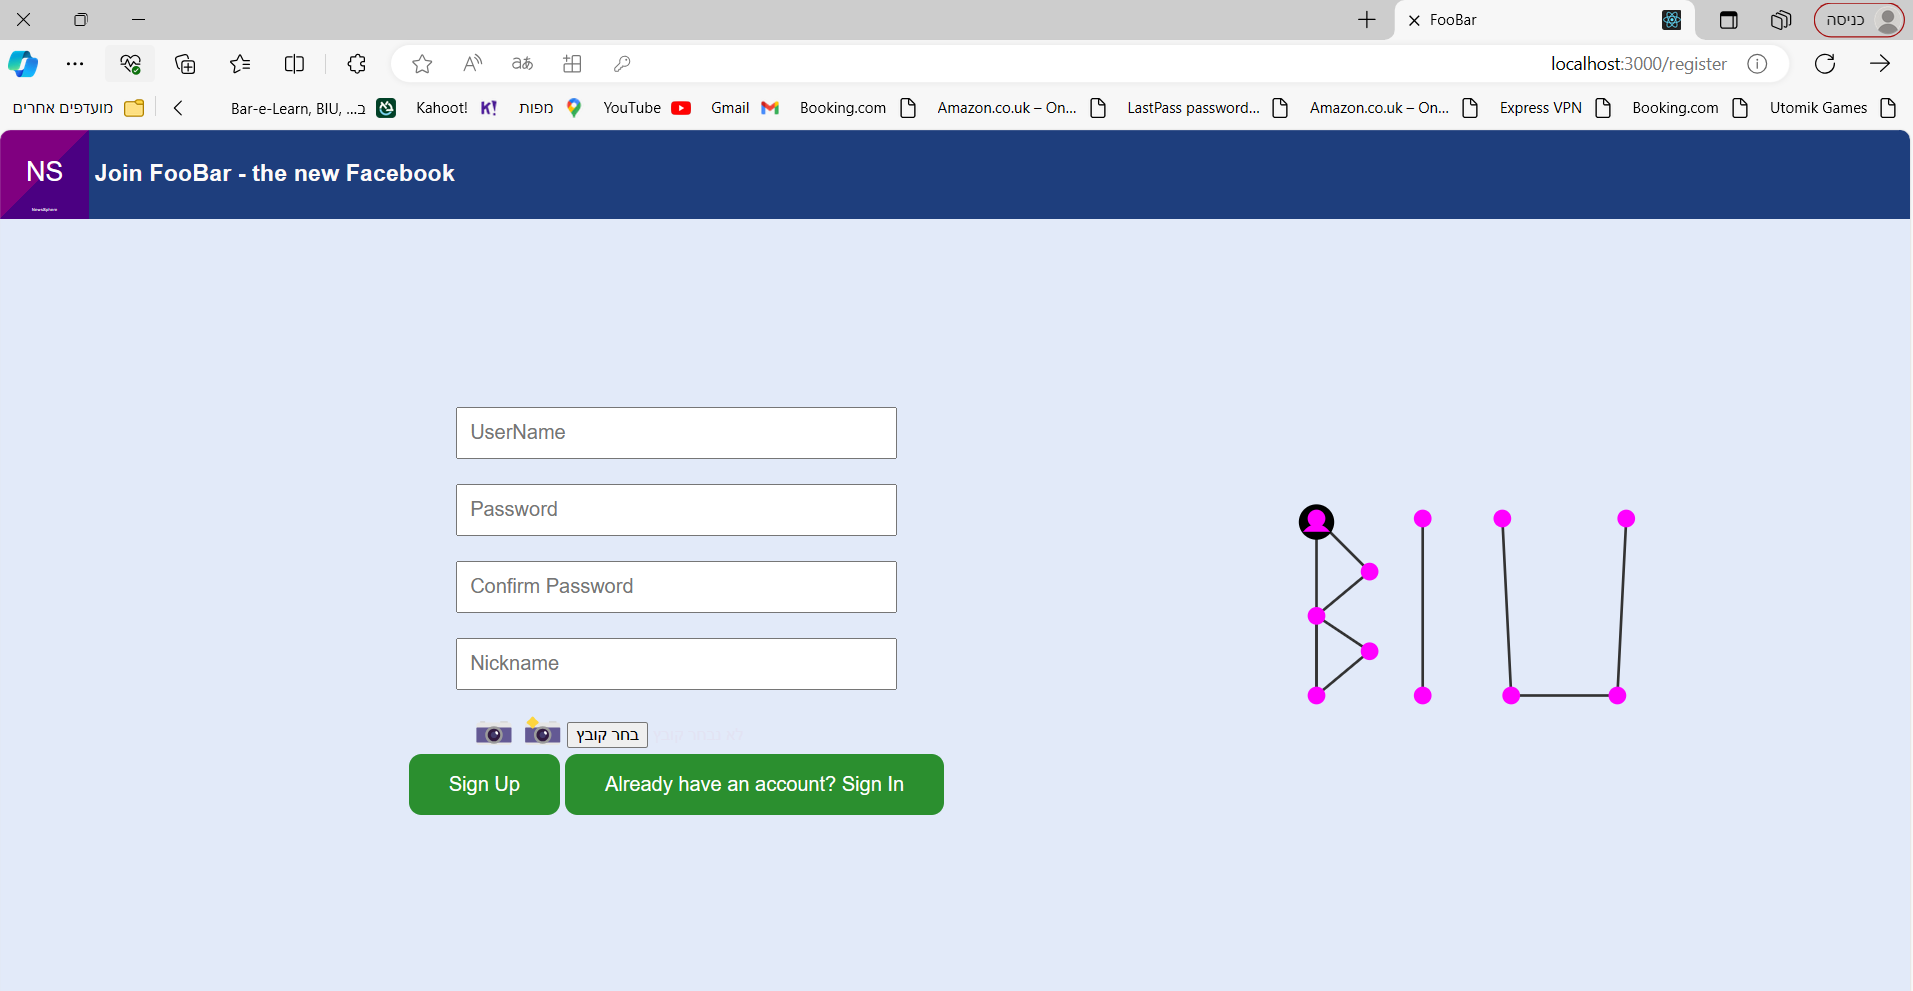 FooBar
כניסה
localhost:3000/register
מועדפים אחרים
Bar-e-Learn, BIU, ...ב
Kahoot!
מפות
YouTube
Gmail
Booking.com
Amazon.co.uk – On...
LastPass password...
Amazon.co.uk – On...
Express VPN
Booking.com
Utomik Games
NS
NewsSphere
Join FooBar - the new Facebook
UserName
Password
Confirm Password
Nickname
בחר קובץ
Sign Up
Already have an account? Sign In
BIU